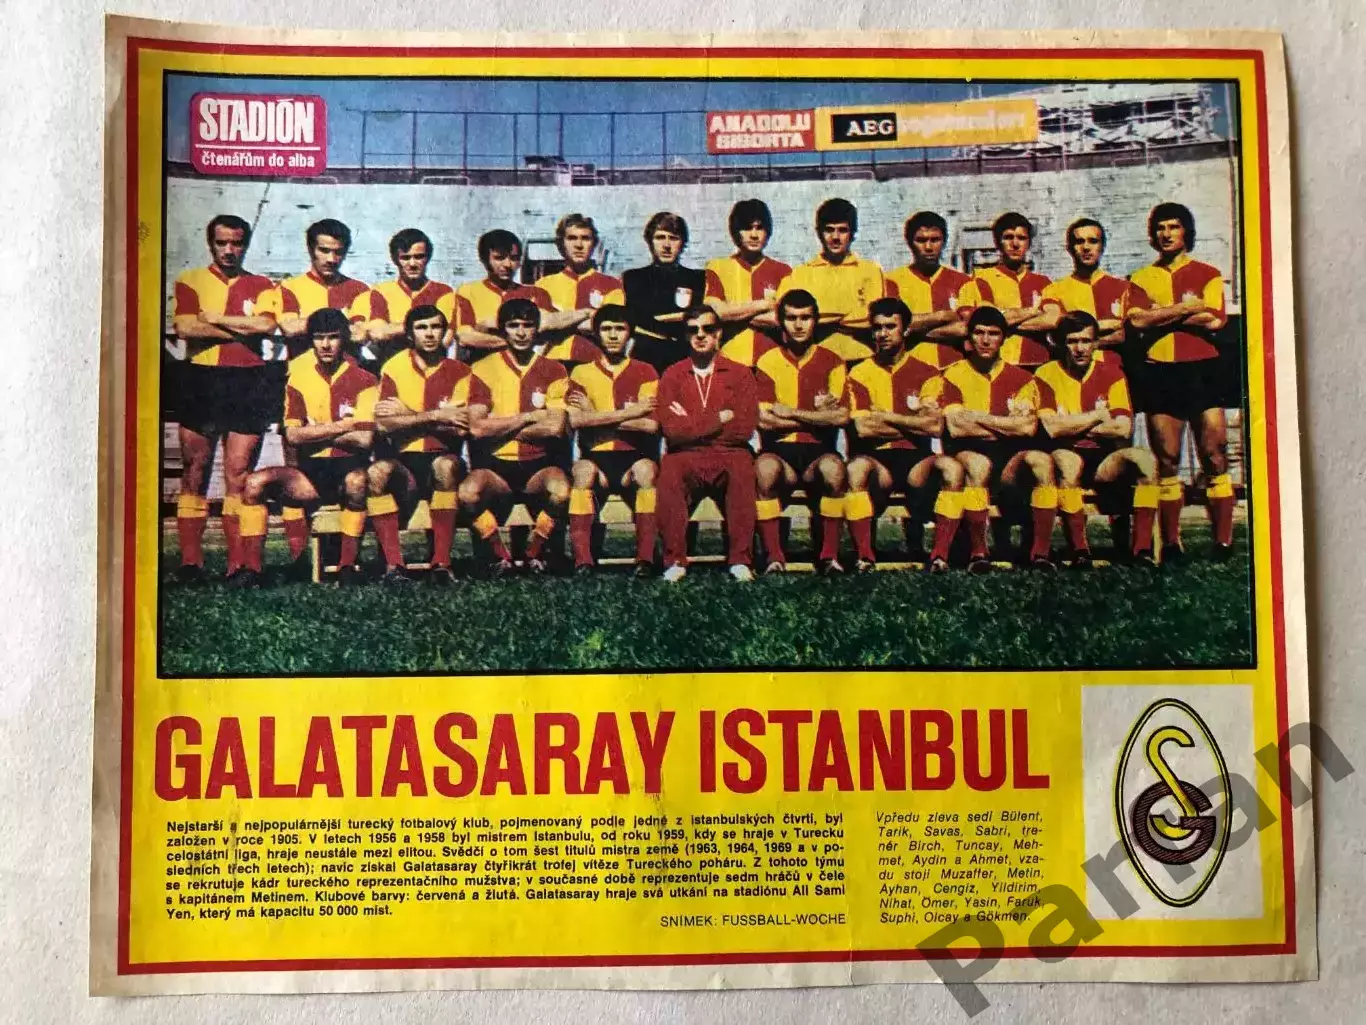 STADIÓN
čtenářům do alba
ANADOLU
SIGORTA
AEG
GALATASARAY ISTANBUL
Nejstarší a nejpopulárnější turecký fotbalový klub, pojmenovaný podle jedné z istanbulských čtvrtí, byl
založen v roce 1905. V letech 1956 a 1958 byl mistrem Istanbulu, od roku 1959, kdy se hraje v Turecku
celostátní liga, hraje neustále mezi elitou. Svědčí o tom šest titulů mistra země (1963, 1964, 1969 a v po-
sledních třech letech); navíc získal Galatasaray čtyřikrát trofej vítěze Tureckého poháru. Z tohoto týmu
se rekrutuje kádr tureckého reprezentačního mužstva; v současné době reprezentuje sedm hráčů v čele
s kapitánem Metinem. Klubové barvy: červená a žlutá. Galatasaray hraje svá utkání na stadiónu Ali Sami
Yen, který má kapacitu 50 000 míst.
SNÍMEK: FUSSBALL-WOCHE
Vpředu zleva sedí Bülent,
Tarik, Savas, Sabri, tre-
nér Birch, Tuncay, Meh-
met, Aydin a Ahmet, vza-
du stojí Muzaffer, Metin,
Ayhan, Cengiz, Yildirim,
Nihat, Ömer, Yasin, Faruk,
Suphi, Olcay a Gökmen.
GS
Parman